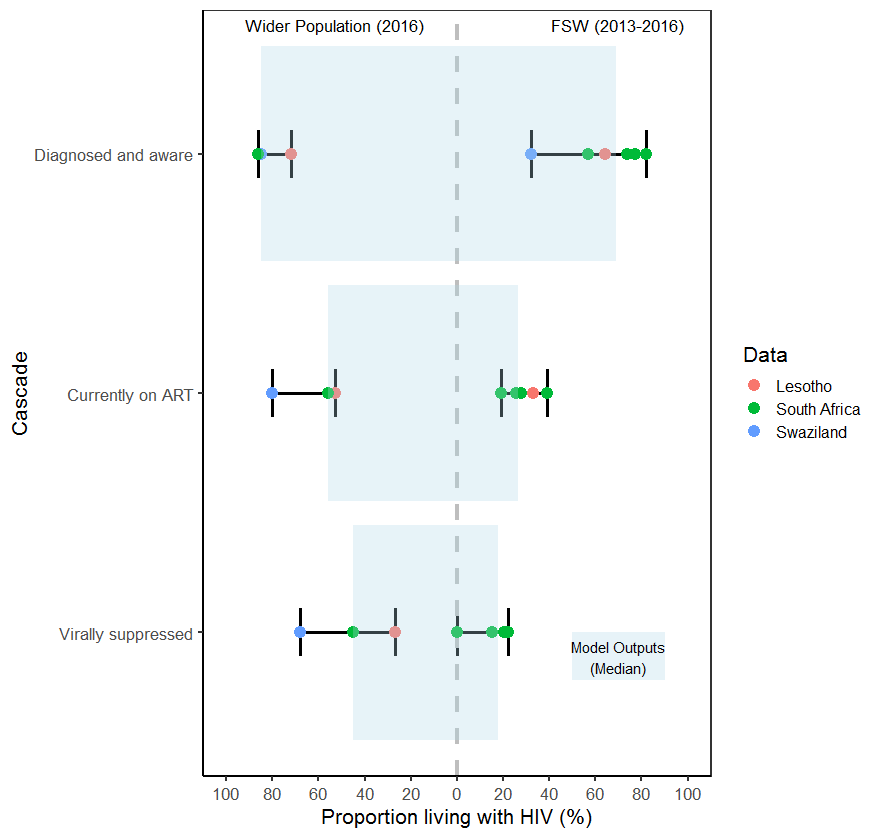 Wider Population (2016)
FSW (2013-2016)
Diagnosed and aware
Currently on ART
Virally suppressed
Cascade
Model Outputs
(Median)
100 80 60 40 20 0 20 40 60 80 100
Proportion living with HIV (%)
Data
Lesotho
South Africa
Swaziland